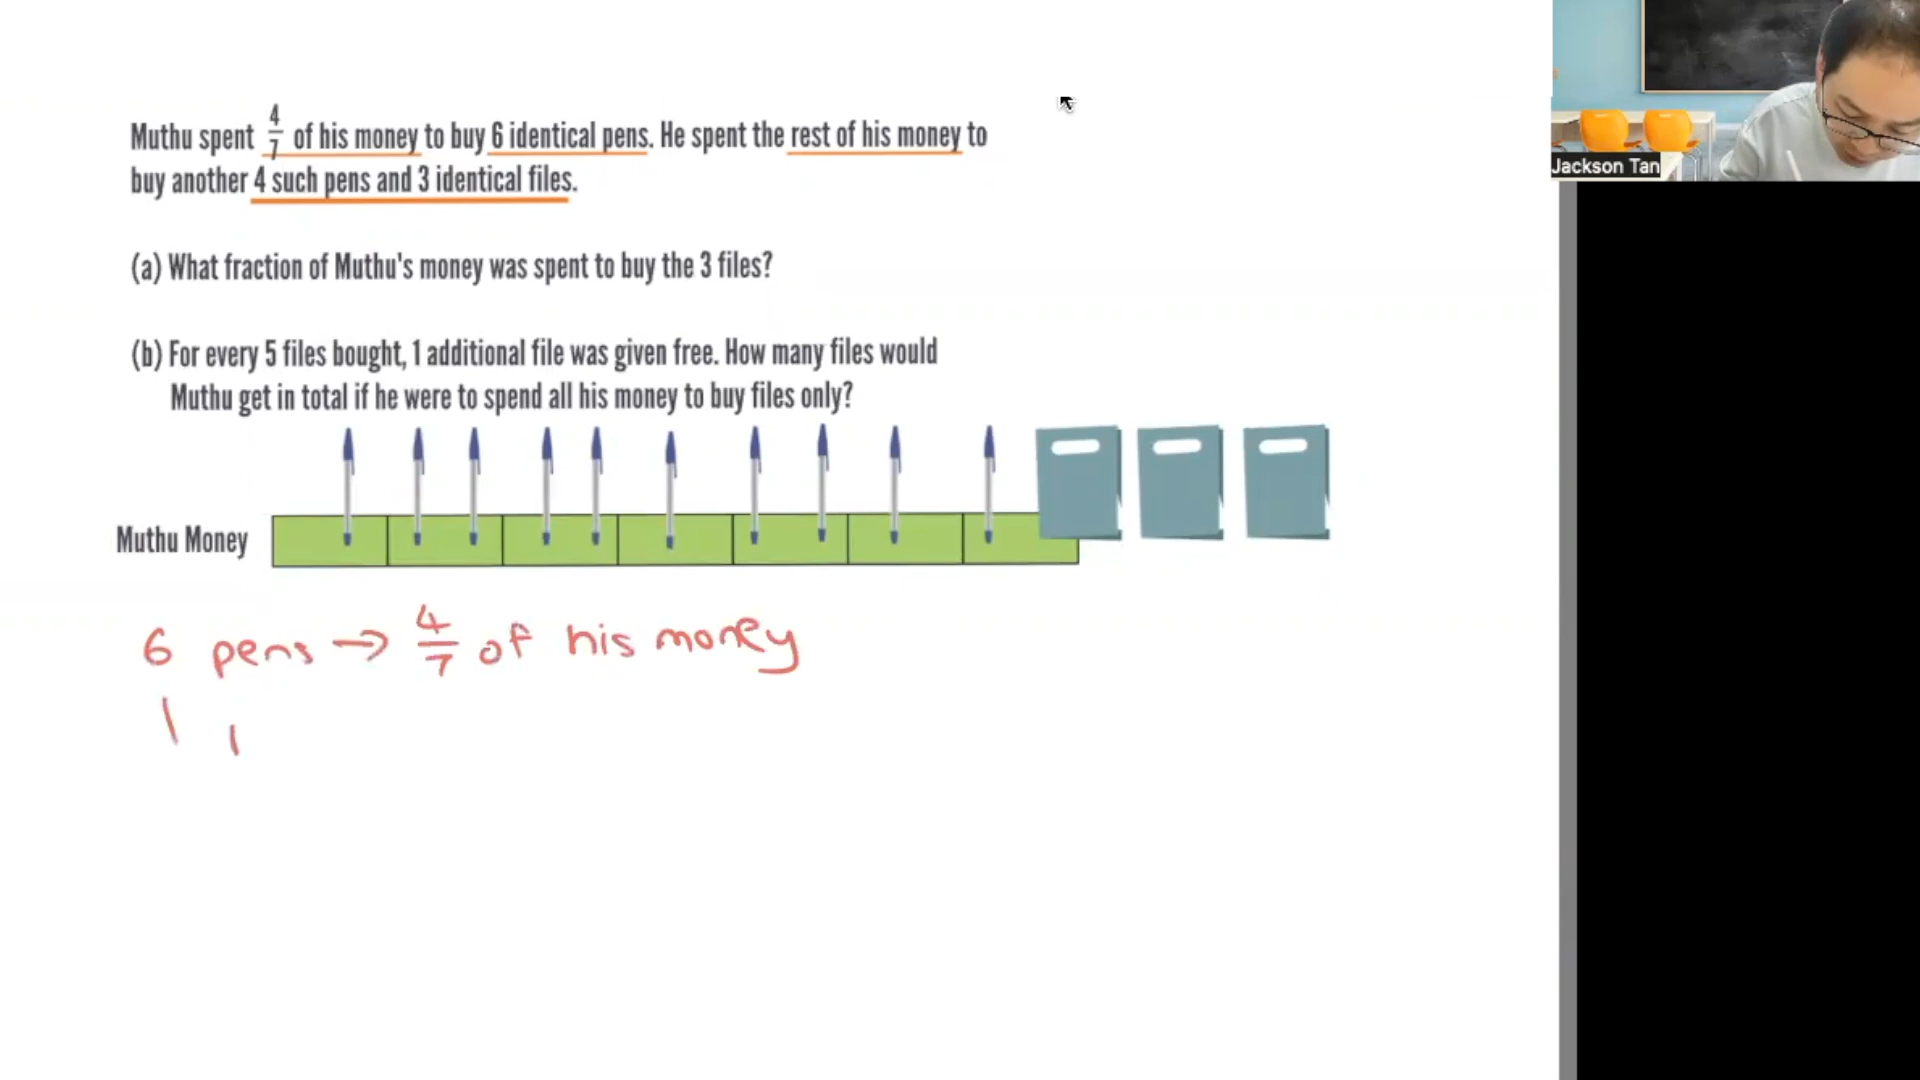 Muthu spent 4/7 of his money to buy 6 identical pens. He spent the rest of his money to
buy another 4 such pens and 3 identical files.
(a) What fraction of Muthu's money was spent to buy the 3 files?
(b) For every 5 files bought, 1 additional file was given free. How many files would
Muthu get in total if he were to spend all his money to buy files only?
Muthu Money
6 pens → 4/7 of his money
1
Jackson Tan